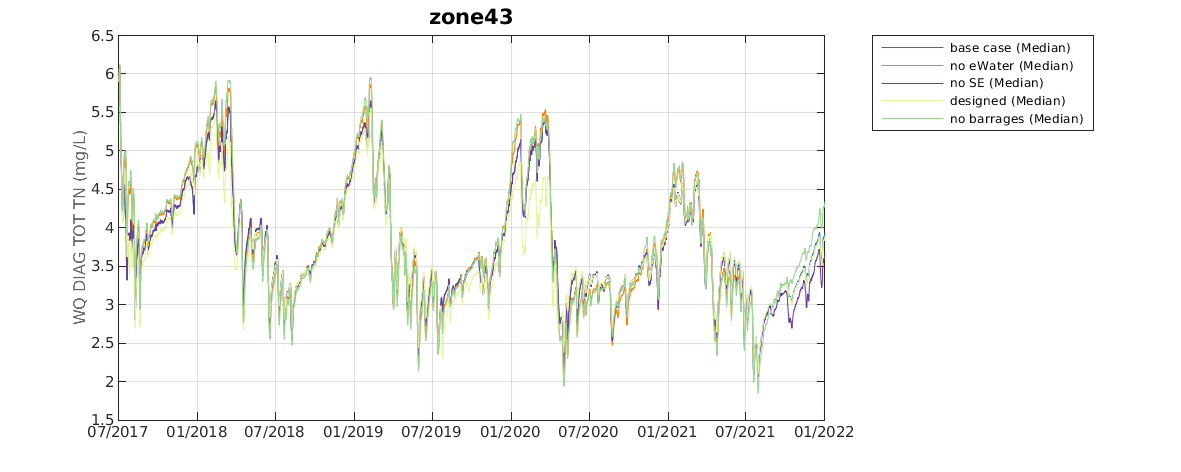 zone43
WQ DIAG TOT TN (mg/L)
6.5
6
5.5
5
4.5
4
3.5
3
2.5
2
1.5
07/2017 01/2018 07/2018 01/2019 07/2019 01/2020 07/2020 01/2021 07/2021 01/2022
base case (Median)
no eWater (Median)
no SE (Median)
designed (Median)
no barrages (Median)